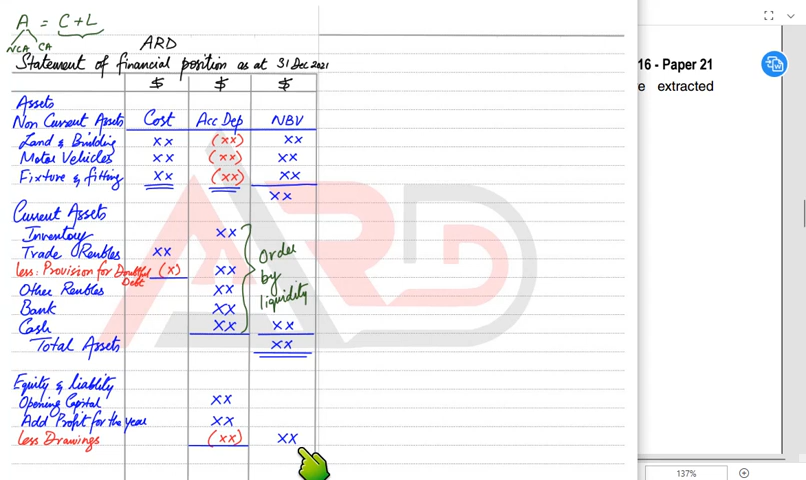 A = C + L
NCA CA
ARD
Statement of financial position as at 31 Dec 2021
$ $ $
Assets
Non Current Assets Cost Acc Dep NBV
Land & Building xx (xx) xx
Motor Vehicles xx (xx) xx
Fixture & fitting xx (xx) xx
xx
Current Assets
Inventory xx
Trade Rcvbles xx
less: Provision for Doubtful Debt (x) xx
Other Rcvbles xx
Bank xx
Cash xx xx
Order by liquidity
Total Assets xx
Equity & liablity
Opening Capital xx
Add Profit for the year xx
less Drawings (xx) xx
ARD
16 - Paper 21
e extracted
137%